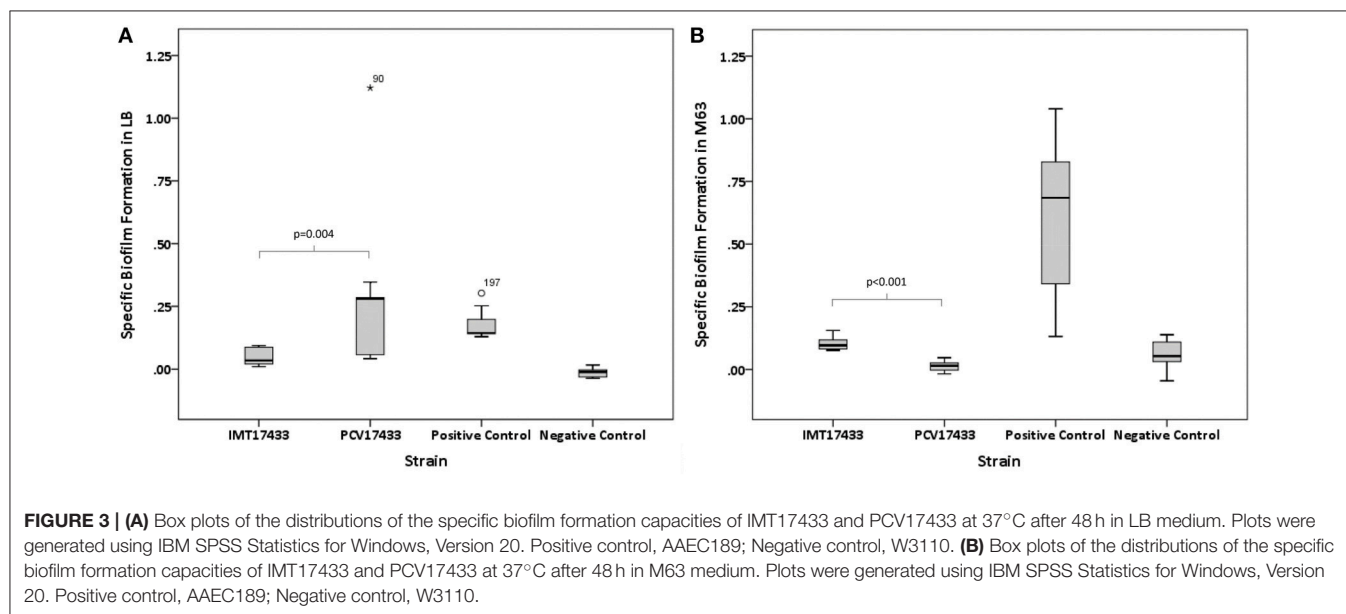 A
Specific Biofilm Formation in LB
1.25
1.00
.75
.50
.25
.00
90
*
p=0.004
197
IMT17433 PCV17433 Positive Control Negative Control
Strain
B
Specific Biofilm Formation in M63
1.25
1.00
.75
.50
.25
.00
p<0.001
IMT17433 PCV17433 Positive Control Negative Control
Strain
FIGURE 3 | (A) Box plots of the distributions of the specific biofilm formation capacities of IMT17433 and PCV17433 at 37°C after 48 h in LB medium. Plots were
generated using IBM SPSS Statistics for Windows, Version 20. Positive control, AAEC189; Negative control, W3110. (B) Box plots of the distributions of the specific
biofilm formation capacities of IMT17433 and PCV17433 at 37°C after 48 h in M63 medium. Plots were generated using IBM SPSS Statistics for Windows, Version
20. Positive control, AAEC189; Negative control, W3110.